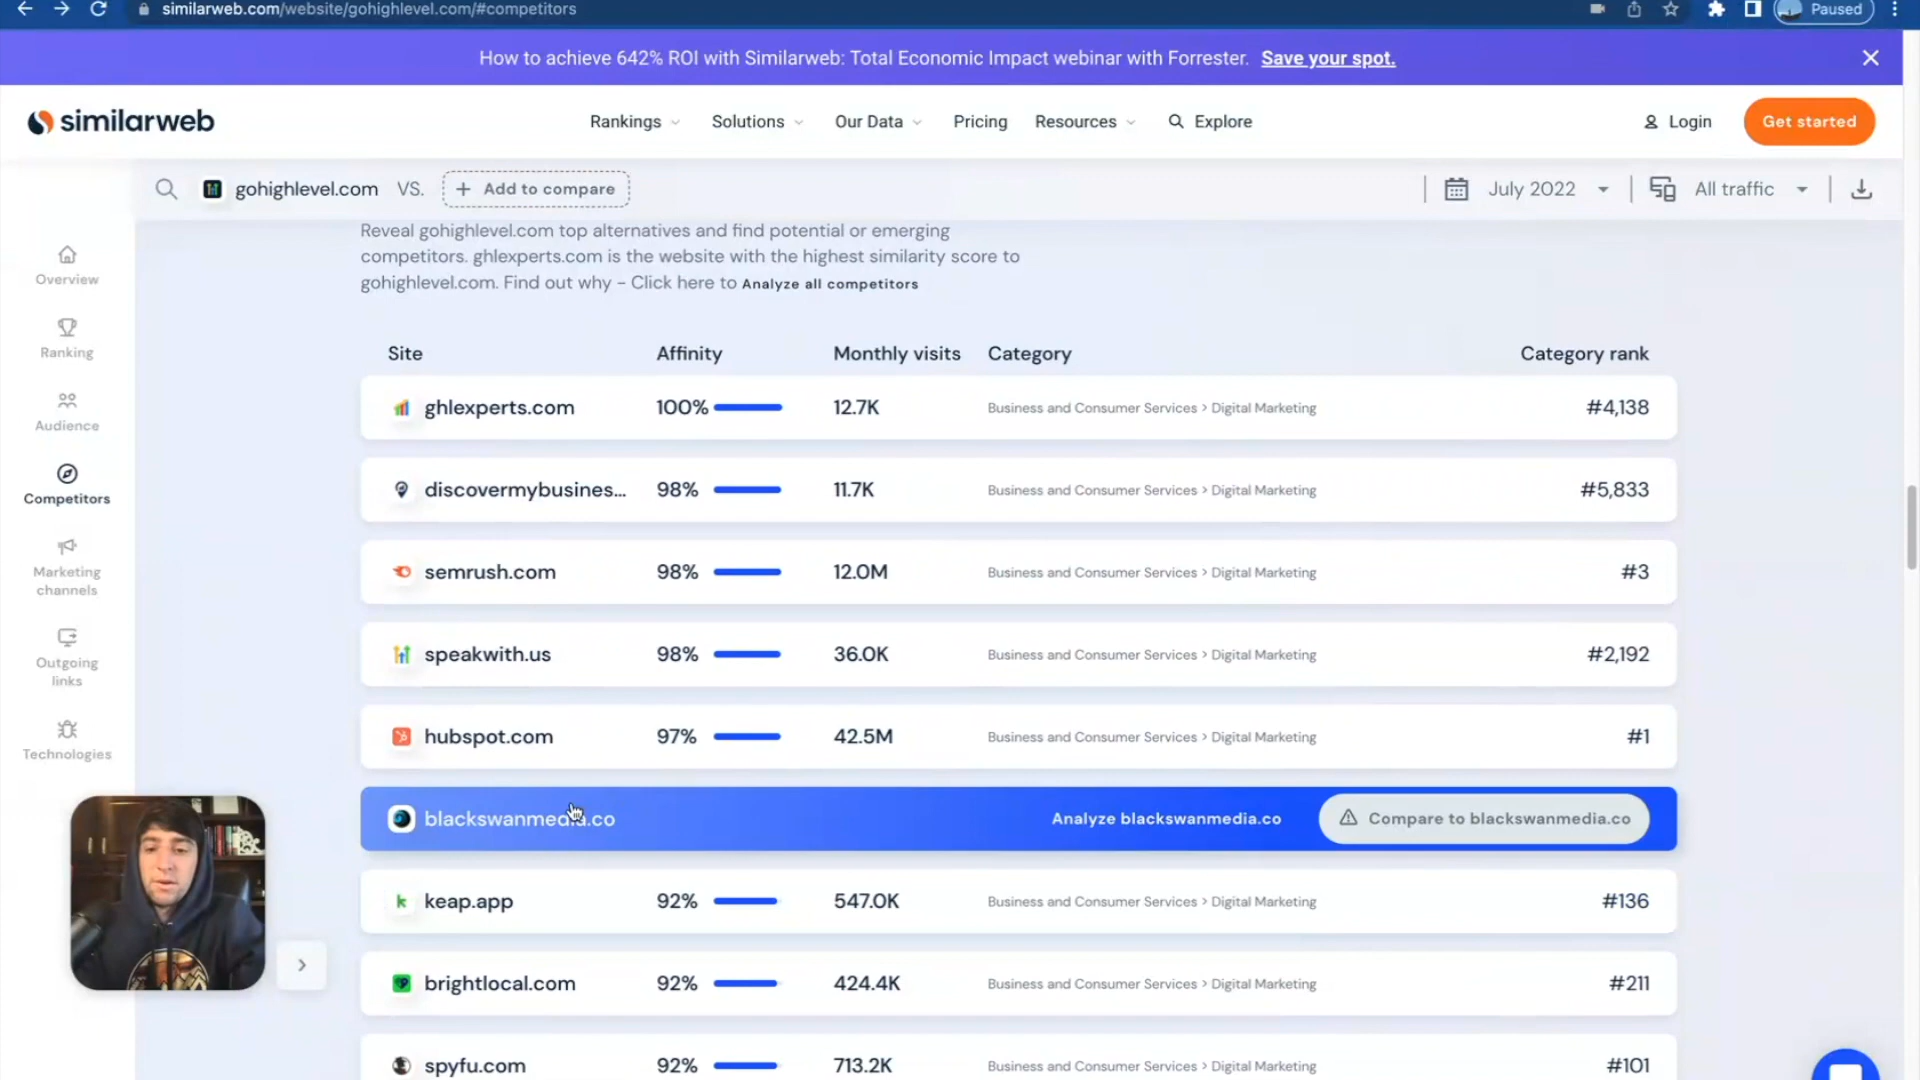 similarweb.com/website/gohighlevel.com/#competitors
Paused
How to achieve 642% ROI with Similarweb: Total Economic Impact webinar with Forrester. Save your spot.
similarweb
Rankings
Solutions
Our Data
Pricing
Resources
Explore
Login
Get started
gohighlevel.com
VS.
+ Add to compare
July 2022
All traffic
Overview
Ranking
Audience
Competitors
Marketing
channels
Outgoing
links
Technologies
Reveal gohighlevel.com top alternatives and find potential or emerging
competitors. ghlexperts.com is the website with the highest similarity score to
gohighlevel.com. Find out why - Click here to Analyze all competitors
Site Affinity Monthly visits Category Category rank
ghlexperts.com 100% 12.7K Business and Consumer Services > Digital Marketing #4,138
discovermybusines... 98% 11.7K Business and Consumer Services > Digital Marketing #5,833
semrush.com 98% 12.0M Business and Consumer Services > Digital Marketing #3
speakwith.us 98% 36.0K Business and Consumer Services > Digital Marketing #2,192
hubspot.com 97% 42.5M Business and Consumer Services > Digital Marketing #1
blackswanmedia.co Analyze blackswanmedia.co Compare to blackswanmedia.co
keap.app 92% 547.0K Business and Consumer Services > Digital Marketing #136
brightlocal.com 92% 424.4K Business and Consumer Services > Digital Marketing #211
spyfu.com 92% 713.2K Business and Consumer Services > Digital Marketing #101